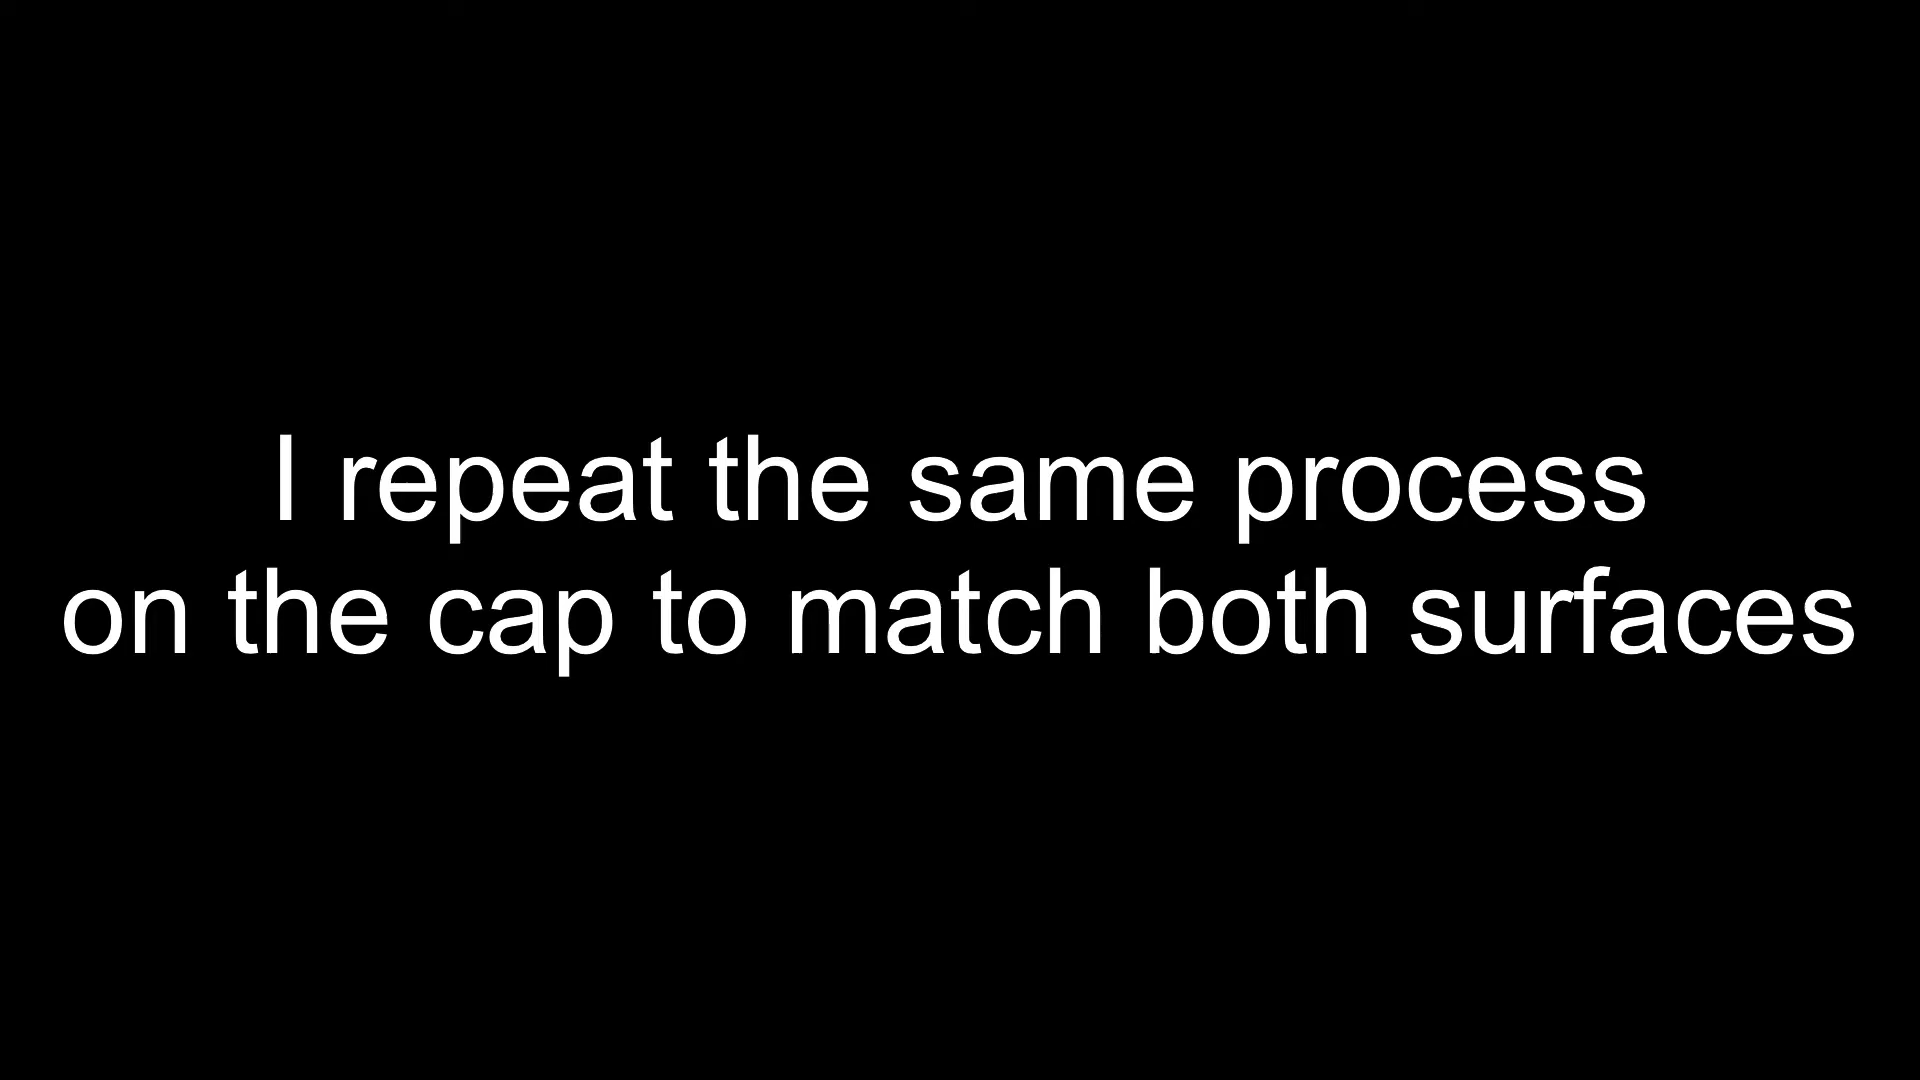 I repeat the same process
on the cap to match both surfaces